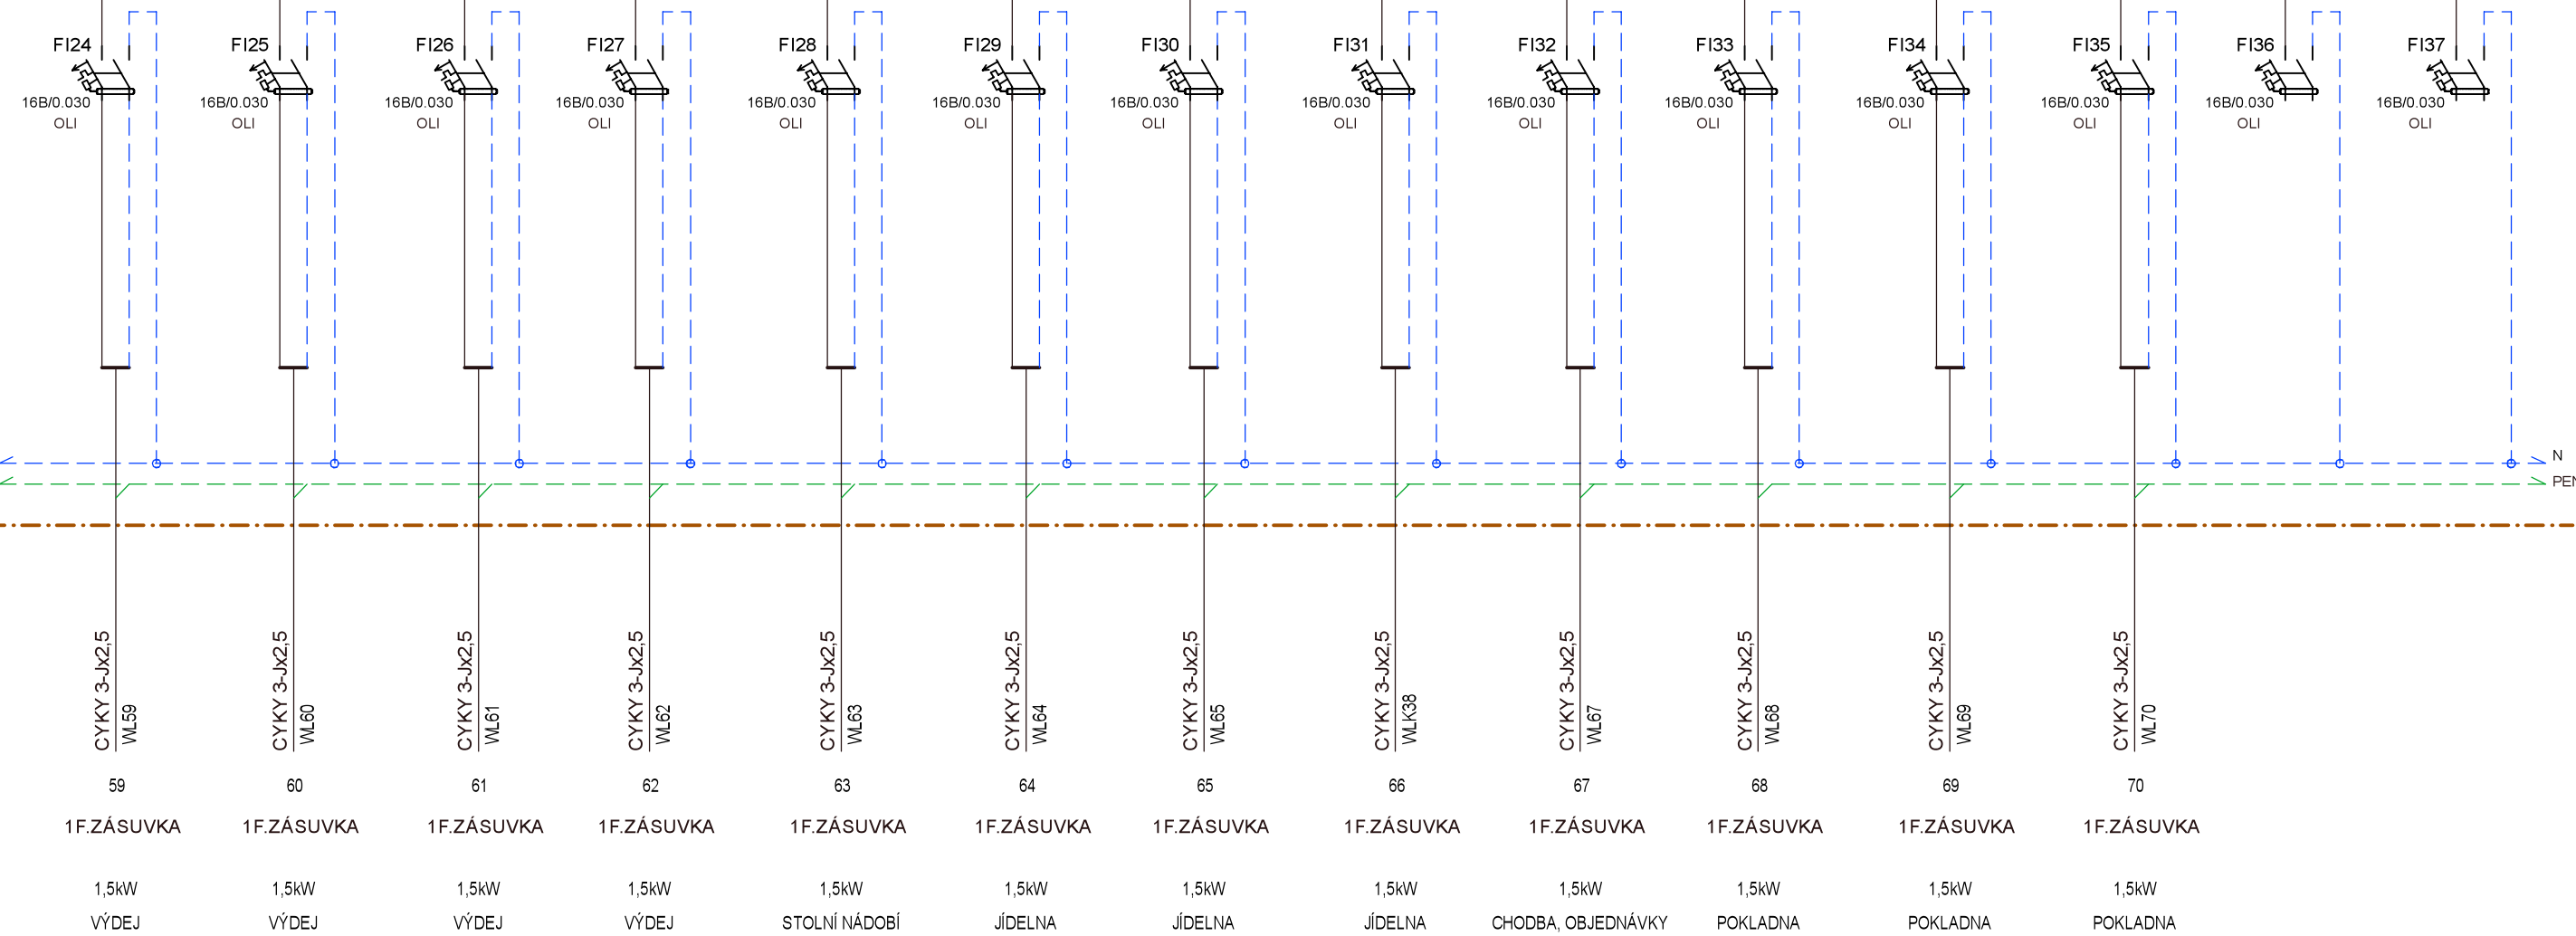 FI24 FI25 FI26 FI27 FI28 FI29 FI30 FI31 FI32 FI33 FI34 FI35 FI36 FI37
16B/0.030 16B/0.030 16B/0.030 16B/0.030 16B/0.030 16B/0.030 16B/0.030 16B/0.030 16B/0.030 16B/0.030 16B/0.030 16B/0.030 16B/0.030 16B/0.030
OLI OLI OLI OLI OLI OLI OLI OLI OLI OLI OLI OLI OLI OLI
N
PEN
CYKY 3-Jx2,5
WL59
CYKY 3-Jx2,5
WL60
CYKY 3-Jx2,5
WL61
CYKY 3-Jx2,5
WL62
CYKY 3-Jx2,5
WL63
CYKY 3-Jx2,5
WL64
CYKY 3-Jx2,5
WL65
CYKY 3-Jx2,5
WLK38
CYKY 3-Jx2,5
WL67
CYKY 3-Jx2,5
WL68
CYKY 3-Jx2,5
WL69
CYKY 3-Jx2,5
WL70
59 60 61 62 63 64 65 66 67 68 69 70
1F.ZÁSUVKA 1F.ZÁSUVKA 1F.ZÁSUVKA 1F.ZÁSUVKA 1F.ZÁSUVKA 1F.ZÁSUVKA 1F.ZÁSUVKA 1F.ZÁSUVKA 1F.ZÁSUVKA 1F.ZÁSUVKA 1F.ZÁSUVKA 1F.ZÁSUVKA
1,5kW 1,5kW 1,5kW 1,5kW 1,5kW 1,5kW 1,5kW 1,5kW 1,5kW 1,5kW 1,5kW 1,5kW
VÝDEJ VÝDEJ VÝDEJ VÝDEJ STOLNÍ NÁDOBÍ JÍDELNA JÍDELNA JÍDELNA CHODBA, OBJEDNÁVKY POKLADNA POKLADNA POKLADNA